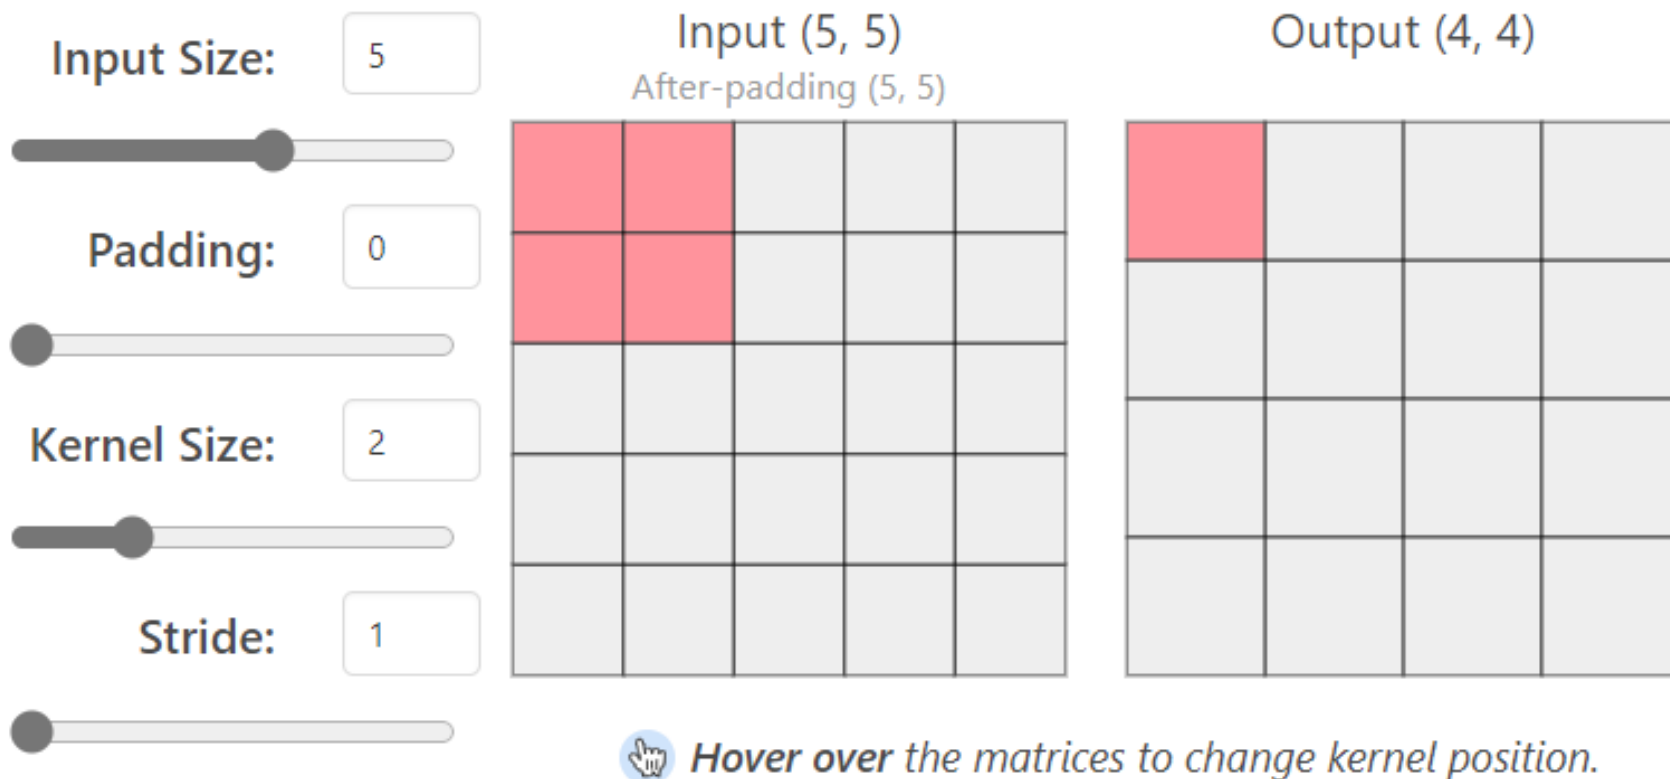 Input Size:
5
Padding:
0
Kernel Size:
2
Stride:
1
Input (5, 5)
After-padding (5, 5)
Output (4, 4)
Hover over the matrices to change kernel position.